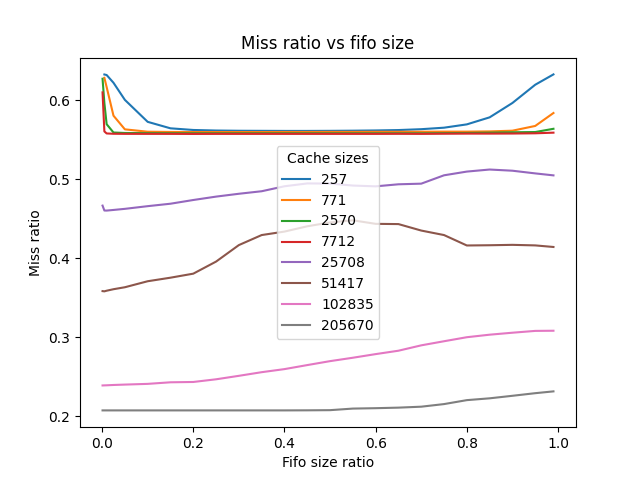 Miss ratio vs fifo size
Miss ratio
0.6
0.5
0.4
0.3
0.2
Cache sizes
257
771
2570
7712
25708
51417
102835
205670
0.0 0.2 0.4 0.6 0.8 1.0
Fifo size ratio